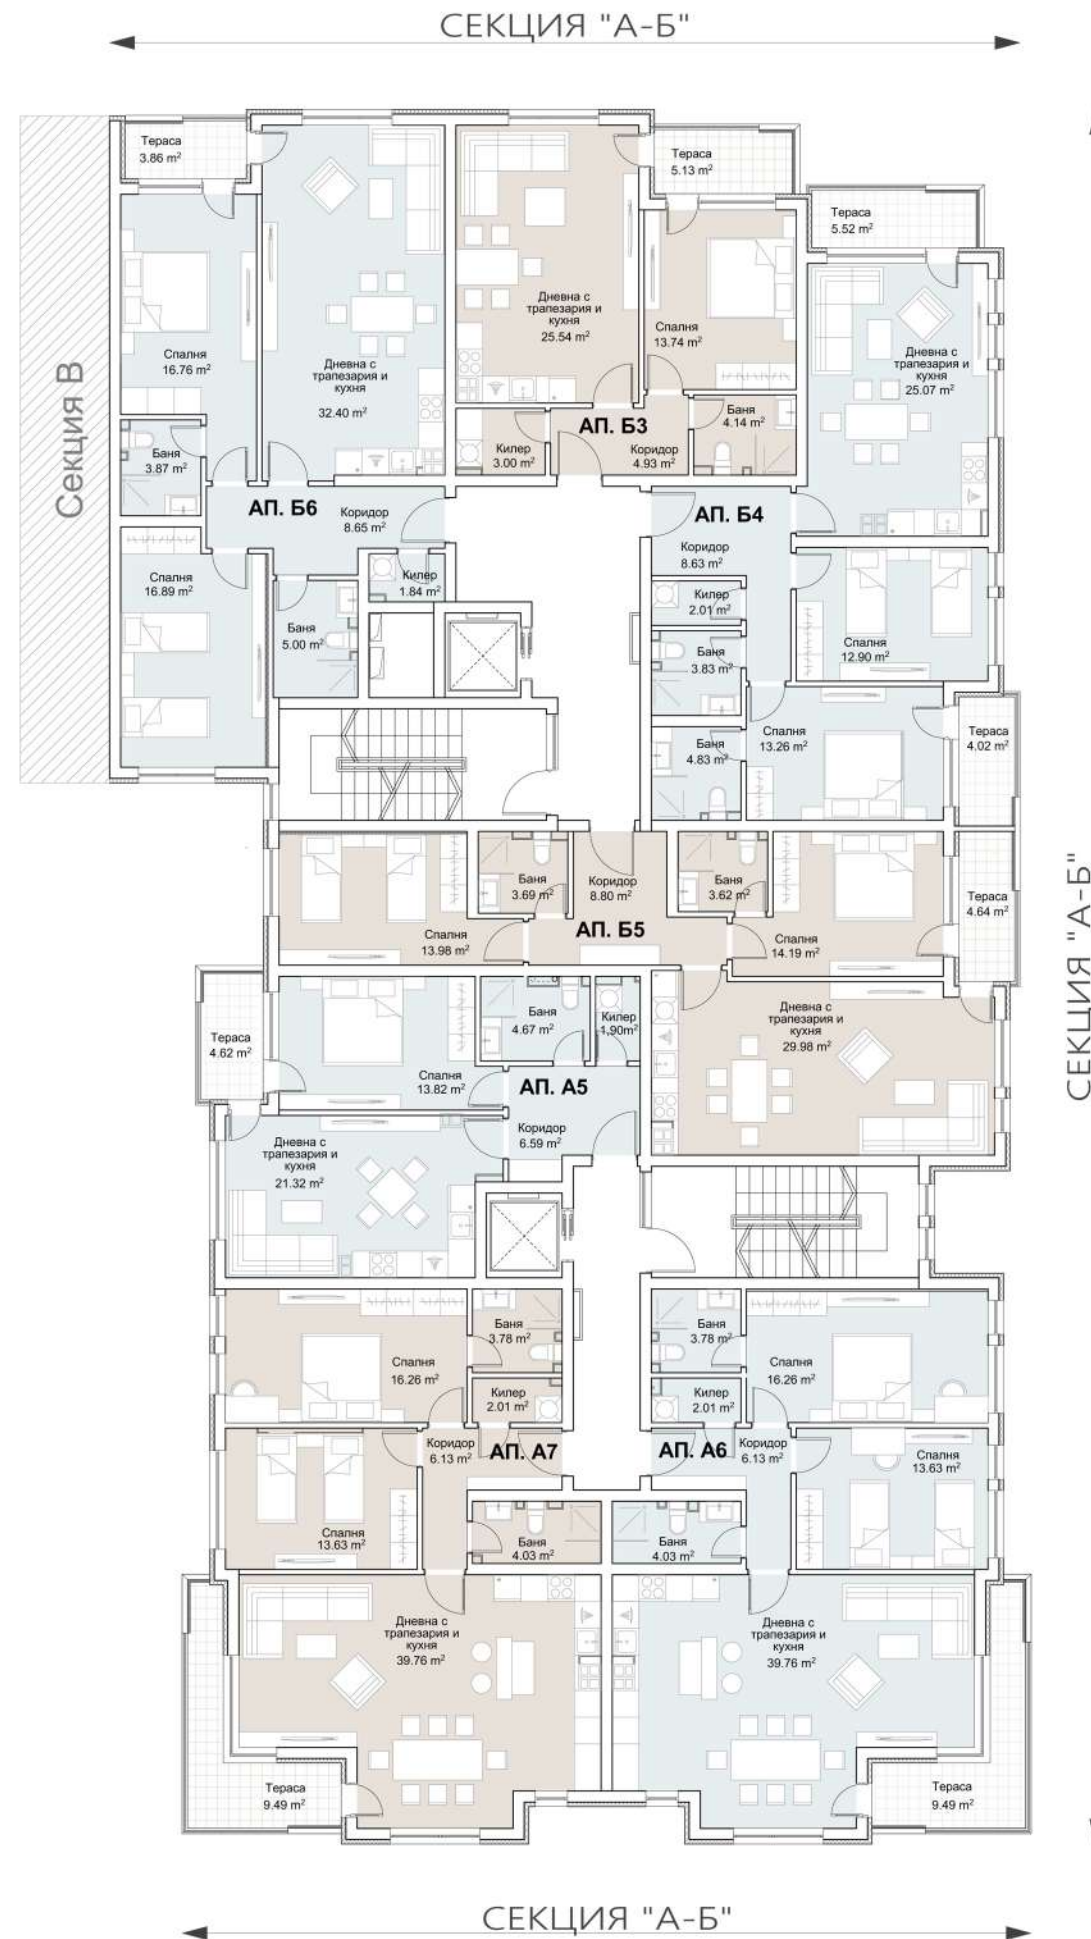 СЕКЦИЯ "А-Б"
Тераса
3.86 m²
Тераса
5.13 m²
Тераса
5.52 m²
Секция В
Спалня
16.76 m²
Дневна с
трапезария и
кухня
32.40 m²
Дневна с
трапезария и
кухня
25.54 m²
Спалня
13.74 m²
Дневна с
трапезария и
кухня
25.07 m²
Баня
3.87 m²
Килер
3.00 m²
АП. Б3
Коридор
4.93 m²
Баня
4.14 m²
АП. Б6
Коридор
8.65 m²
АП. Б4
Коридор
8.63 m²
Спалня
16.89 m²
Килер
1.84 m²
Баня
5.00 m²
Килер
2.01 m²
Баня
3.83 m²
Спалня
12.90 m²
Баня
4.83 m²
Спалня
13.26 m²
Тераса
4.02 m²
Спалня
13.98 m²
Баня
3.69 m²
Коридор
8.80 m²
АП. Б5
Баня
3.62 m²
Спалня
14.19 m²
Тераса
4.64 m²
СЕКЦИЯ "А-Б"
Тераса
4.62 m²
Спалня
13.82 m²
Баня
4.67 m²
Килер
1.90m²
Дневна с
трапезария и
кухня
29.98 m²
АП. А5
Коридор
6.59 m²
Дневна с
трапезария и
кухня
21.32 m²
Спалня
16.26 m²
Баня
3.78 m²
Килер
2.01 m²
Баня
3.78 m²
Килер
2.01 m²
Спалня
16.26 m²
Коридор
6.13 m²
АП. А7
АП. А6
Коридор
6.13 m²
Спалня
13.63 m²
Спалня
13.63 m²
Баня
4.03 m²
Баня
4.03 m²
Дневна с
трапезария и
кухня
39.76 m²
Дневна с
трапезария и
кухня
39.76 m²
Тераса
9.49 m²
Тераса
9.49 m²
СЕКЦИЯ "А-Б"